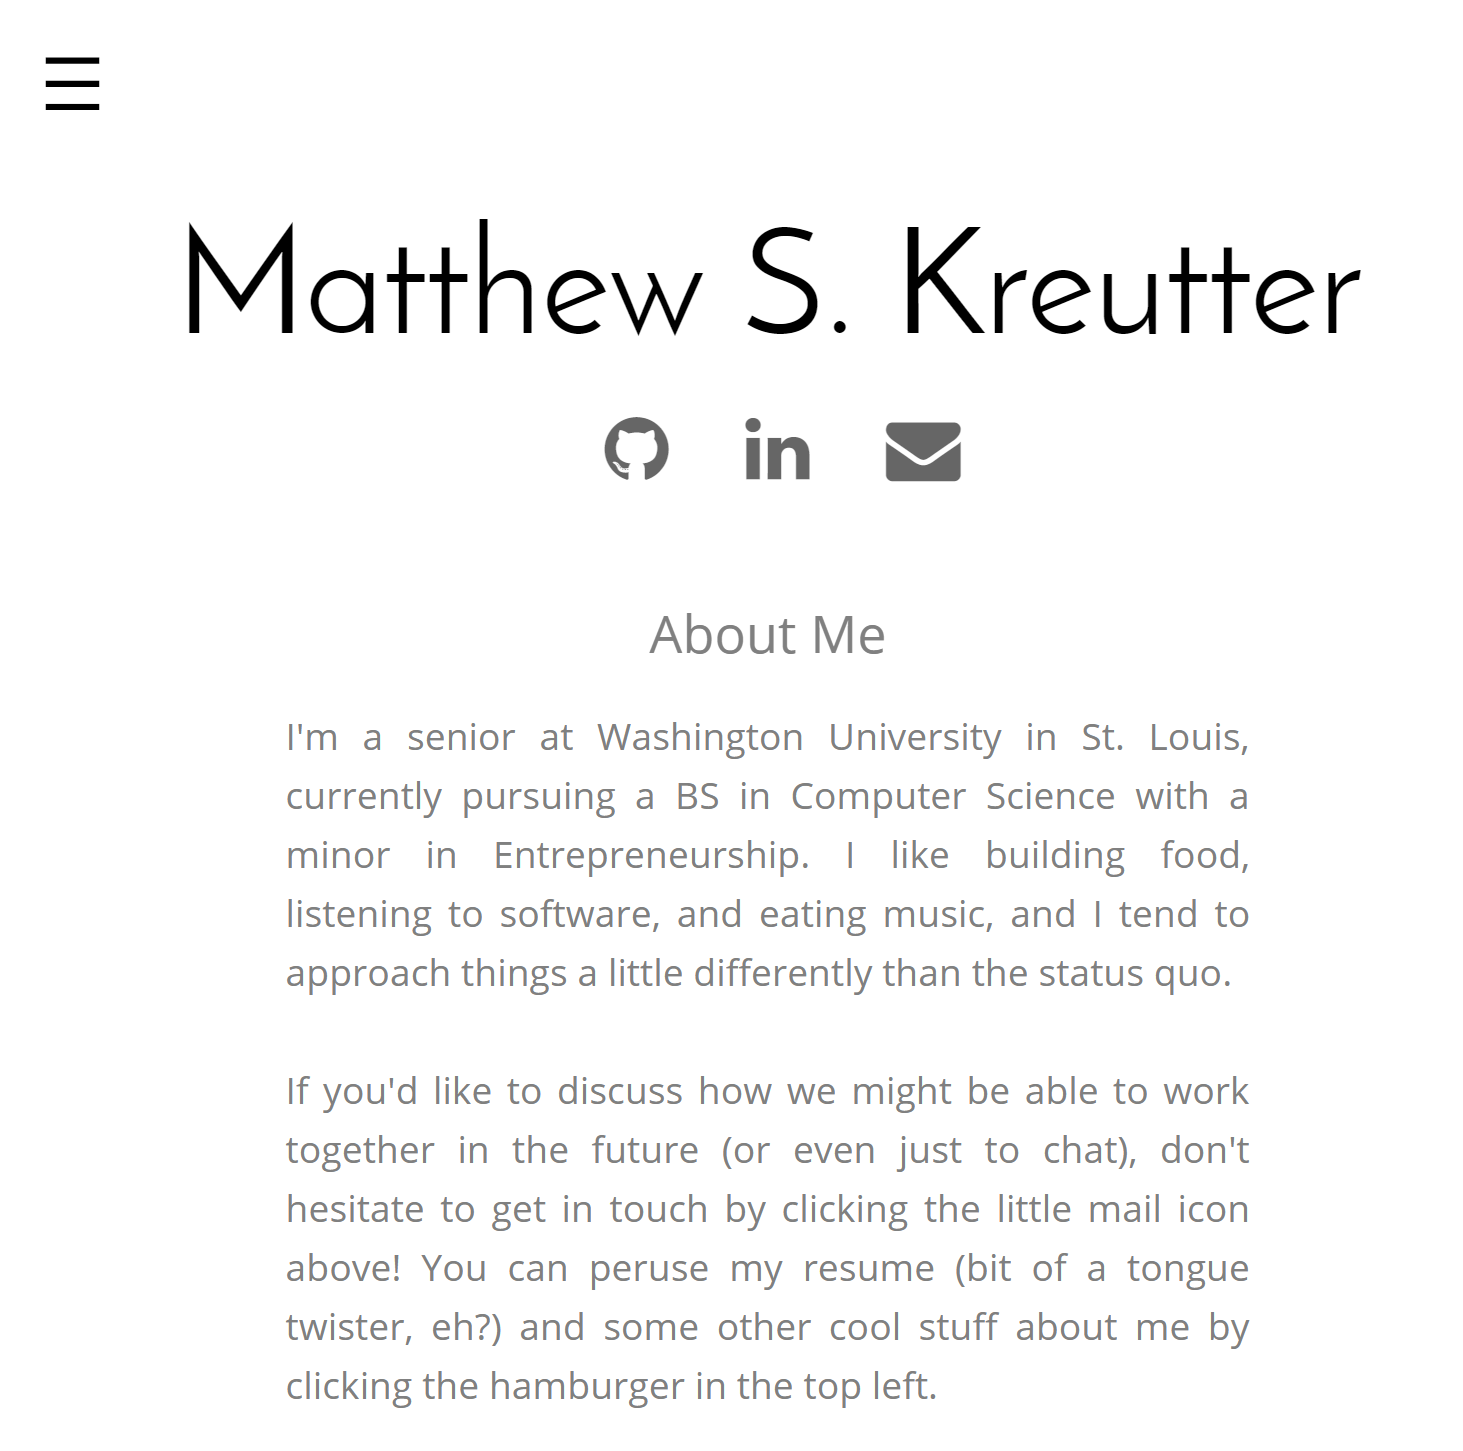 Matthew S. Kreutter
About Me
I'm a senior at Washington University in St. Louis,
currently pursuing a BS in Computer Science with a
minor in Entrepreneurship. I like building food,
listening to software, and eating music, and I tend to
approach things a little differently than the status quo.
If you'd like to discuss how we might be able to work
together in the future (or even just to chat), don't
hesitate to get in touch by clicking the little mail icon
above! You can peruse my resume (bit of a tongue
twister, eh?) and some other cool stuff about me by
clicking the hamburger in the top left.